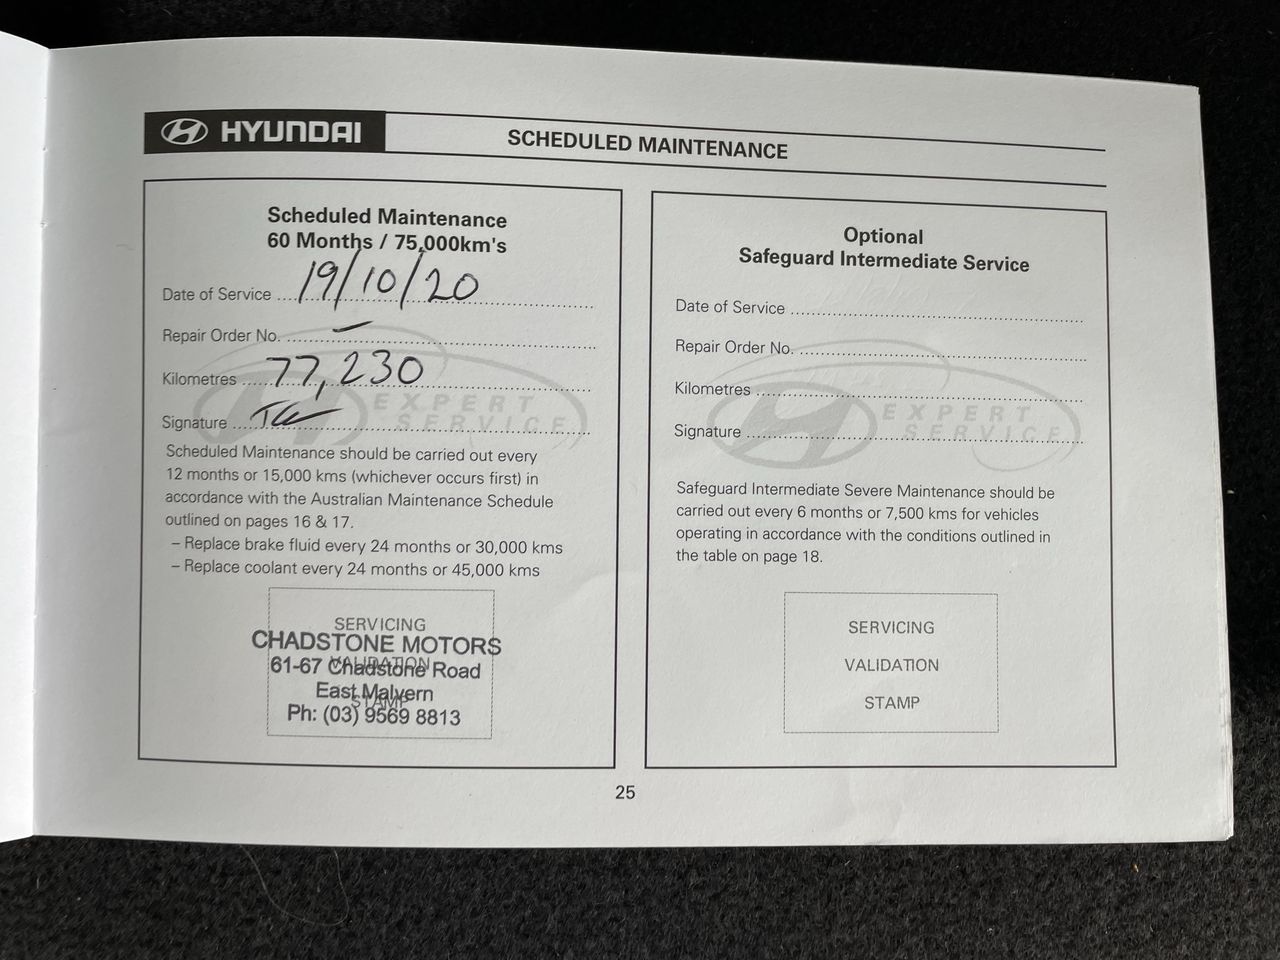 HYUNDAI
SCHEDULED MAINTENANCE
Scheduled Maintenance
60 Months / 75,000km's
Date of Service ....19/10/20....
Repair Order No. ....–....
Kilometres ....77,230....
Signature ........
EXPERT
SERVICE
Scheduled Maintenance should be carried out every
12 months or 15,000 kms (whichever occurs first) in
accordance with the Australian Maintenance Schedule
outlined on pages 16 & 17.
– Replace brake fluid every 24 months or 30,000 kms
– Replace coolant every 24 months or 45,000 kms
SERVICING
CHADSTONE MOTORS
VALIDATION
61-67 Chadstone Road
East Malvern
STAMP
Ph: (03) 9569 8813
Optional
Safeguard Intermediate Service
Date of Service ........
Repair Order No. ........
Kilometres ........
Signature ........
EXPERT
SERVICE
Safeguard Intermediate Severe Maintenance should be
carried out every 6 months or 7,500 kms for vehicles
operating in accordance with the conditions outlined in
the table on page 18.
SERVICING
VALIDATION
STAMP
25